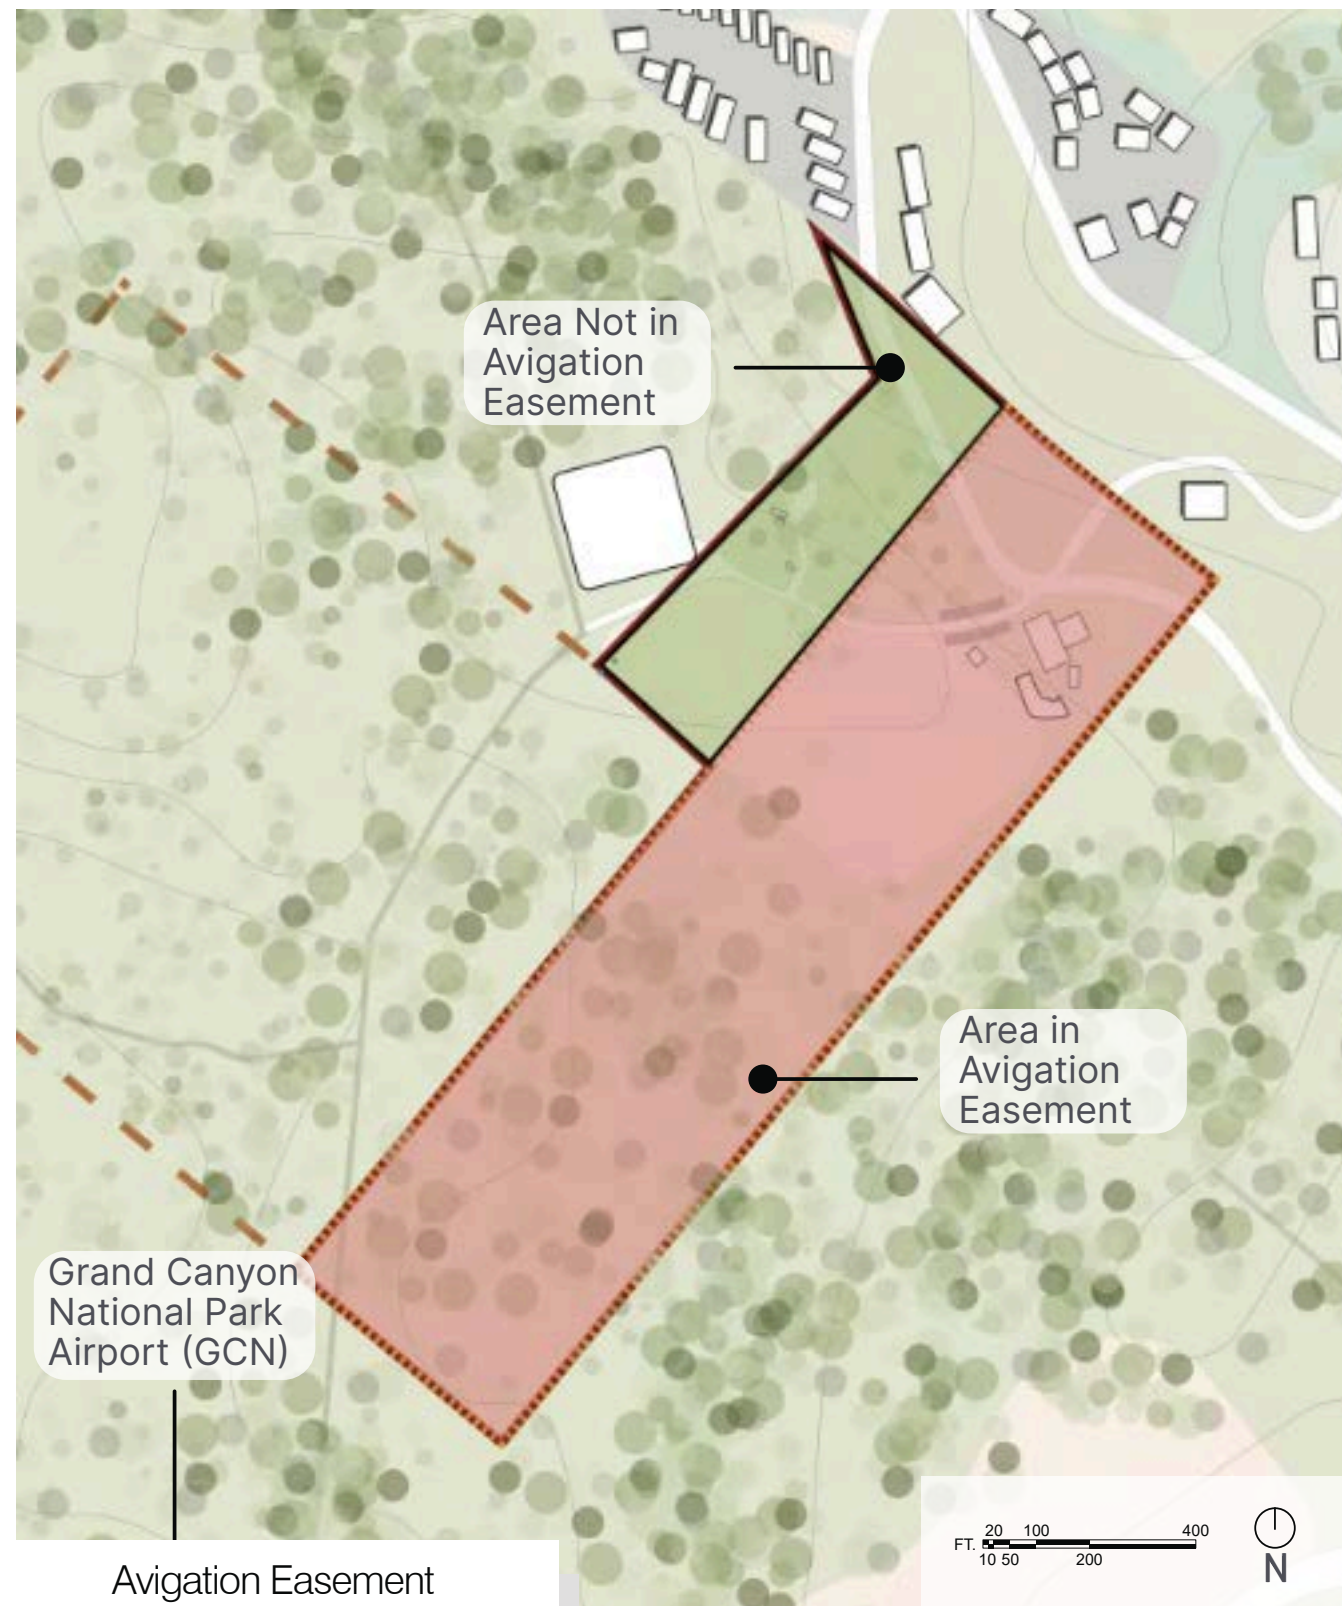 Area Not in
Avigation
Easement
Area in
Avigation
Easement
Grand Canyon
National Park
Airport (GCN)
20 100 400
FT.
10 50 200
N
Avigation Easement